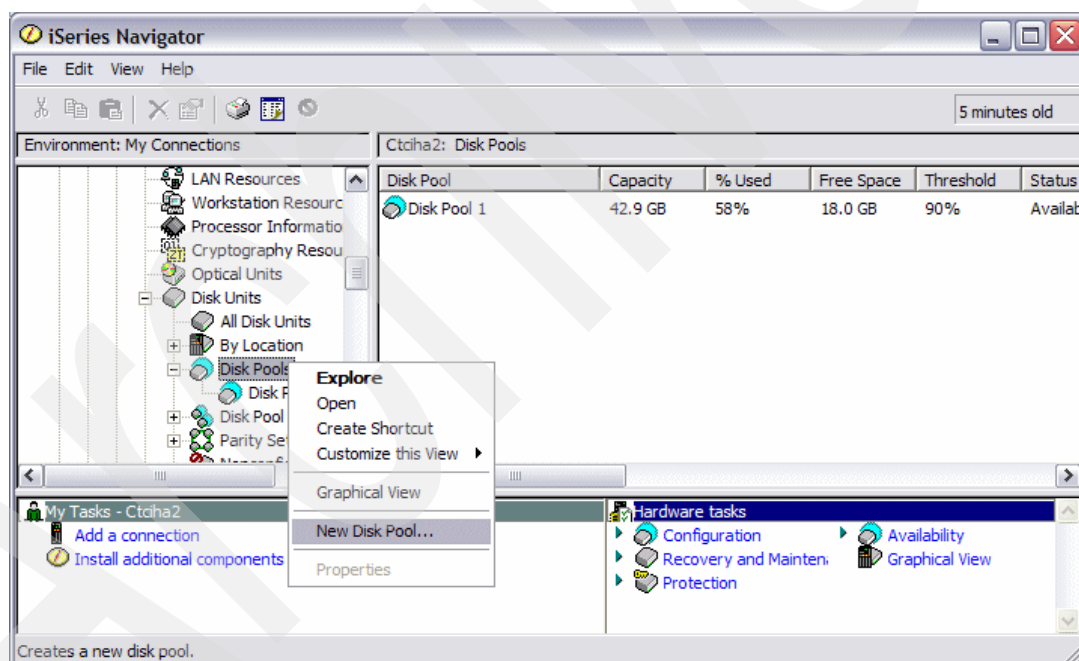 iSeries Navigator
File Edit View Help
5 minutes old
Environment: My Connections
Ctciha2: Disk Pools
LAN Resources
Workstation Resourc
Processor Informatio
Cryptography Resou
Optical Units
Disk Units
All Disk Units
By Location
Disk Pools
Disk P
Disk Pool
Parity Se
Disk Pool Capacity % Used Free Space Threshold Status
Disk Pool 1 42.9 GB 58% 18.0 GB 90% Availab
Explore
Open
Create Shortcut
Customize this View
Graphical View
New Disk Pool...
Properties
My Tasks - Ctciha2
Add a connection
Install additional components
Hardware tasks
Configuration
Recovery and Mainten
Protection
Availability
Graphical View
Creates a new disk pool.